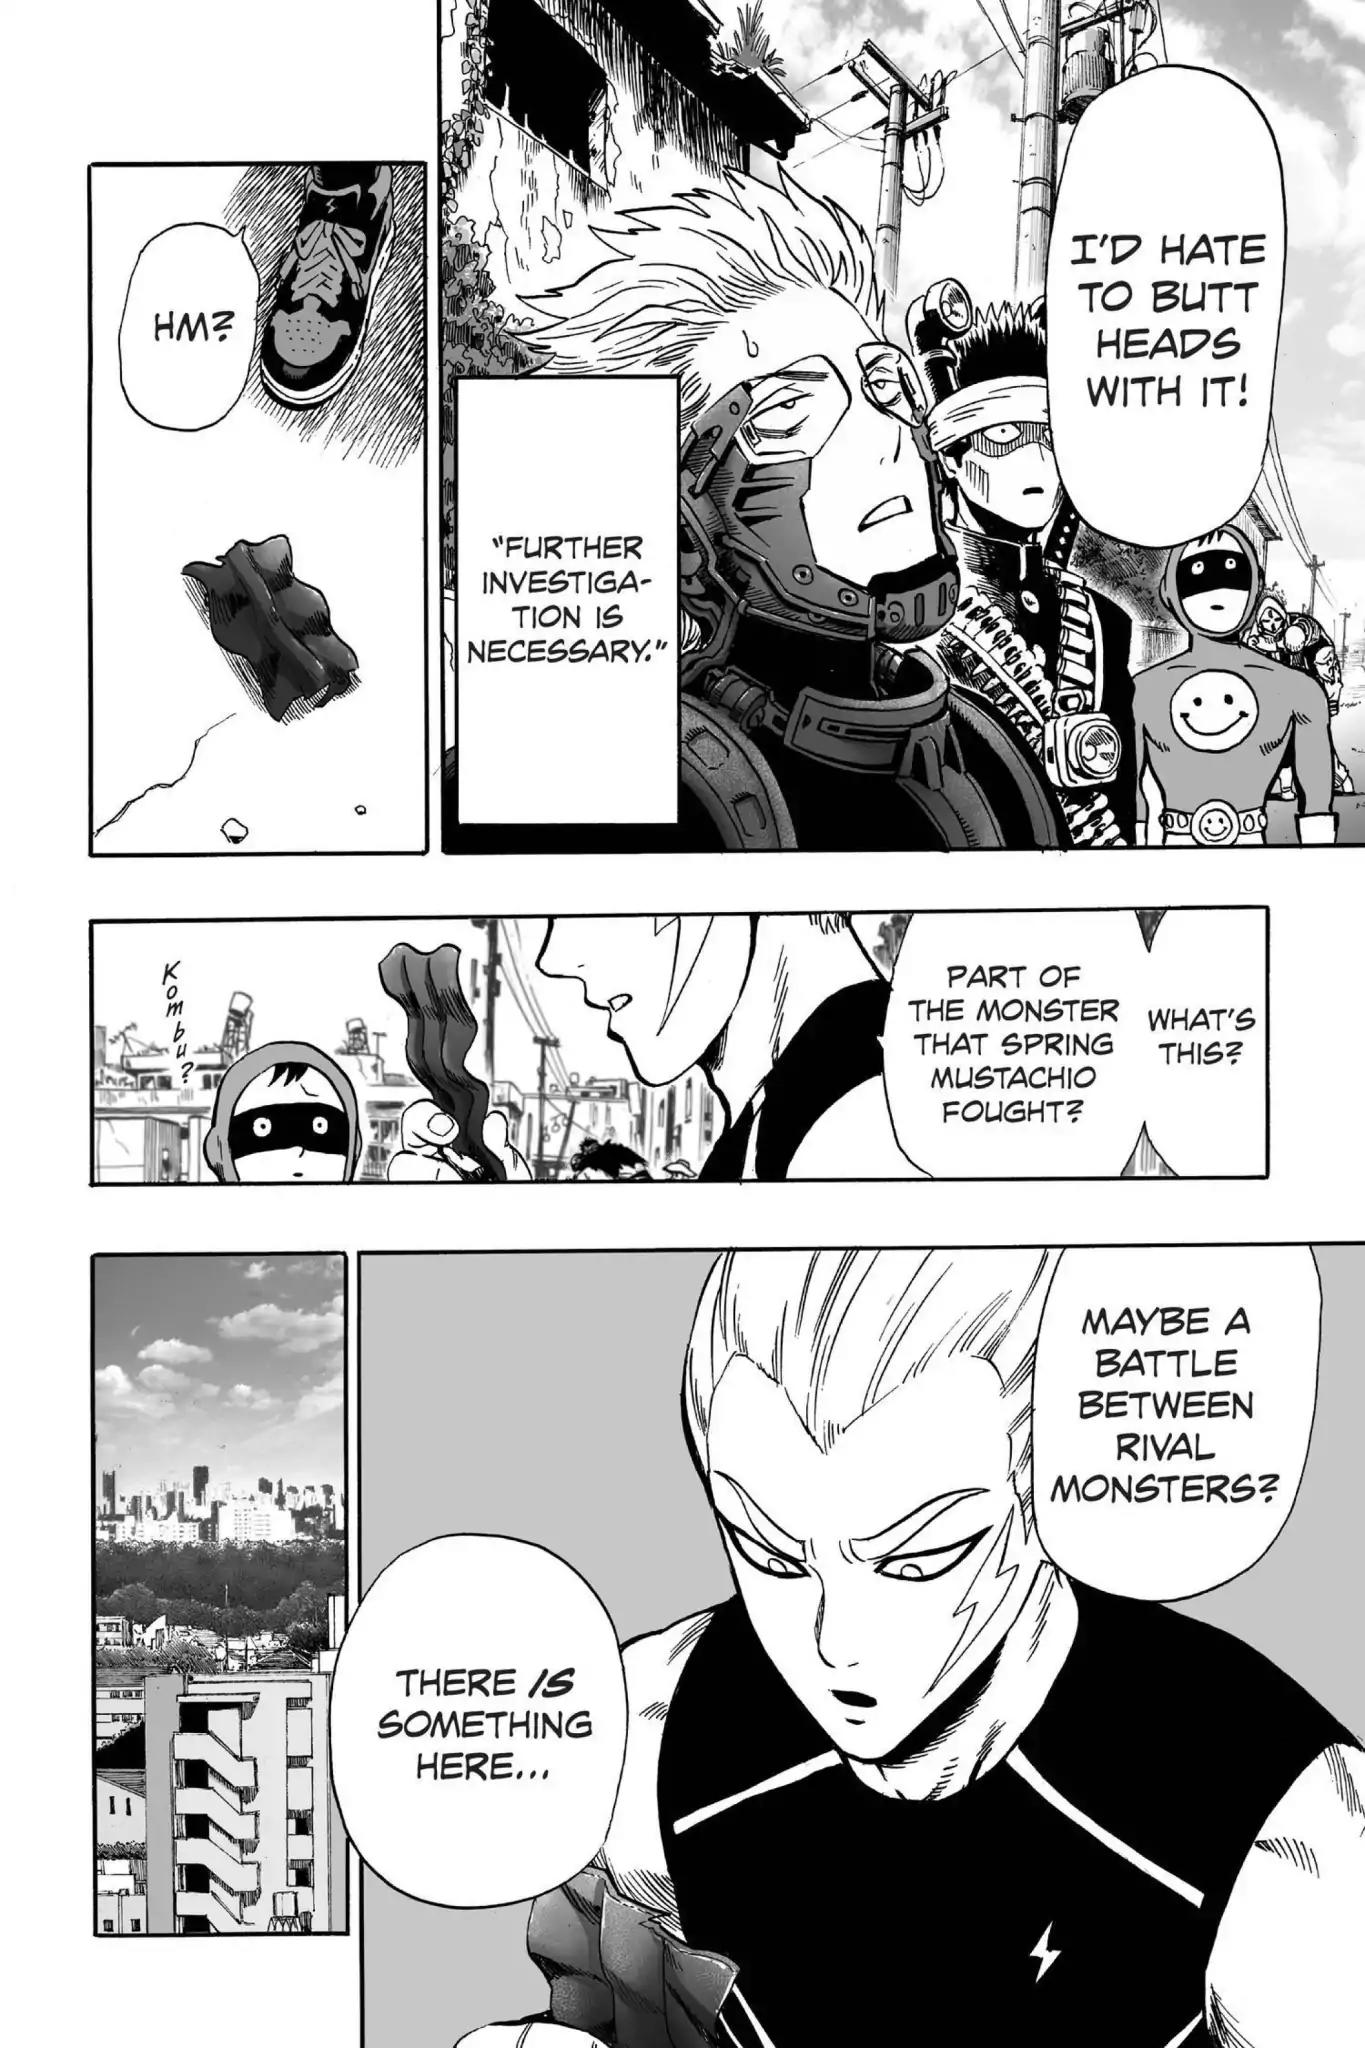 I'D HATE
TO BUTT
HEADS
WITH IT!
"FURTHER
INVESTIGA-
TION IS
NECESSARY."
HM?
WHAT'S
THIS?
PART OF
THE MONSTER
THAT SPRING
MUSTACHIO
FOUGHT?
Kombu?
MAYBE A
BATTLE
BETWEEN
RIVAL
MONSTERS?
THERE IS
SOMETHING
HERE...